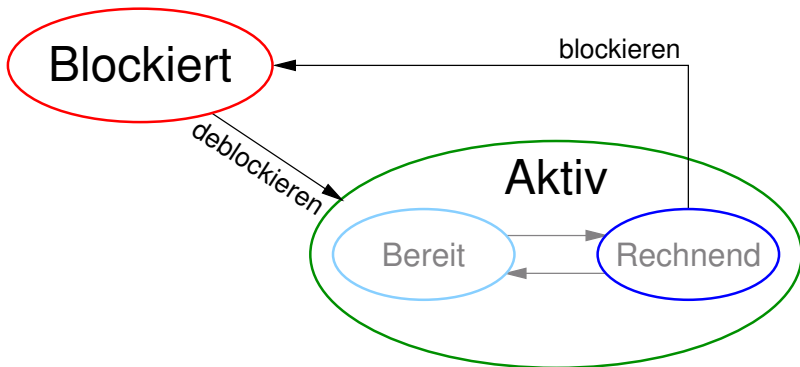 blockieren
Blockiert
deblockieren
Aktiv
Bereit
Rechnend